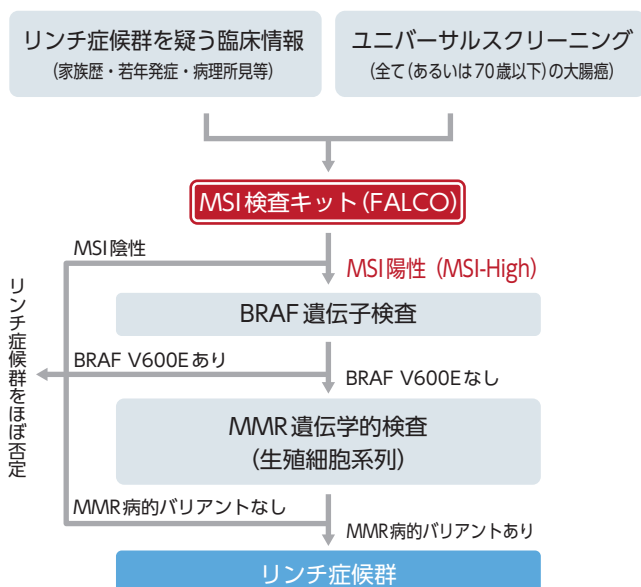 リンチ症候群を疑う臨床情報
(家族歴・若年発症・病理所見等)
ユニバーサルスクリーニング
(全て(あるいは70歳以下)の大腸癌)
MSI検査キット(FALCO)
MSI陰性
MSI陽性 (MSI-High)
BRAF遺伝子検査
BRAF V600Eあり
BRAF V600Eなし
リンチ症候群をほぼ否定
MMR遺伝学的検査
(生殖細胞系列)
MMR病的バリアントなし
MMR病的バリアントあり
リンチ症候群